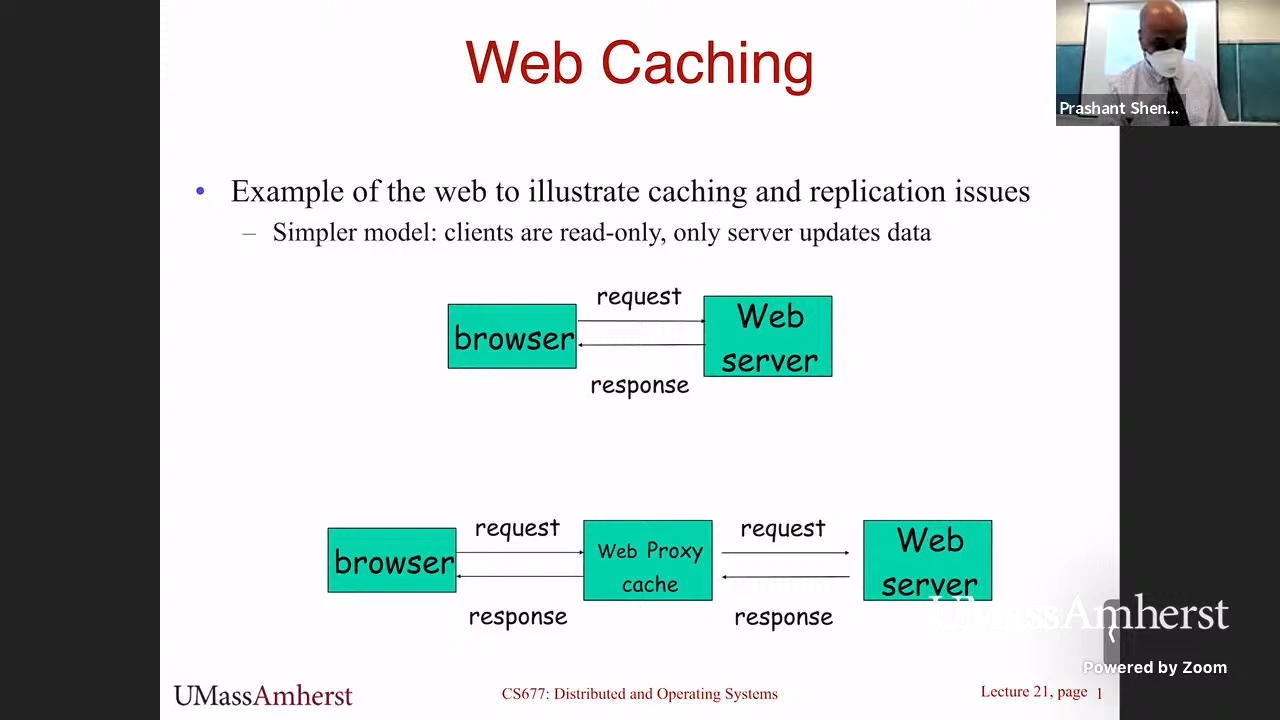 Web Caching
Prashant Shen...
• Example of the web to illustrate caching and replication issues
– Simpler model: clients are read-only, only server updates data
request
browser
Web
server
response
request
request
browser
Web Proxy
cache
Web
server
response
response
UMassAmherst
Powered by Zoom
UMassAmherst
CS677: Distributed and Operating Systems
Lecture 21, page 1